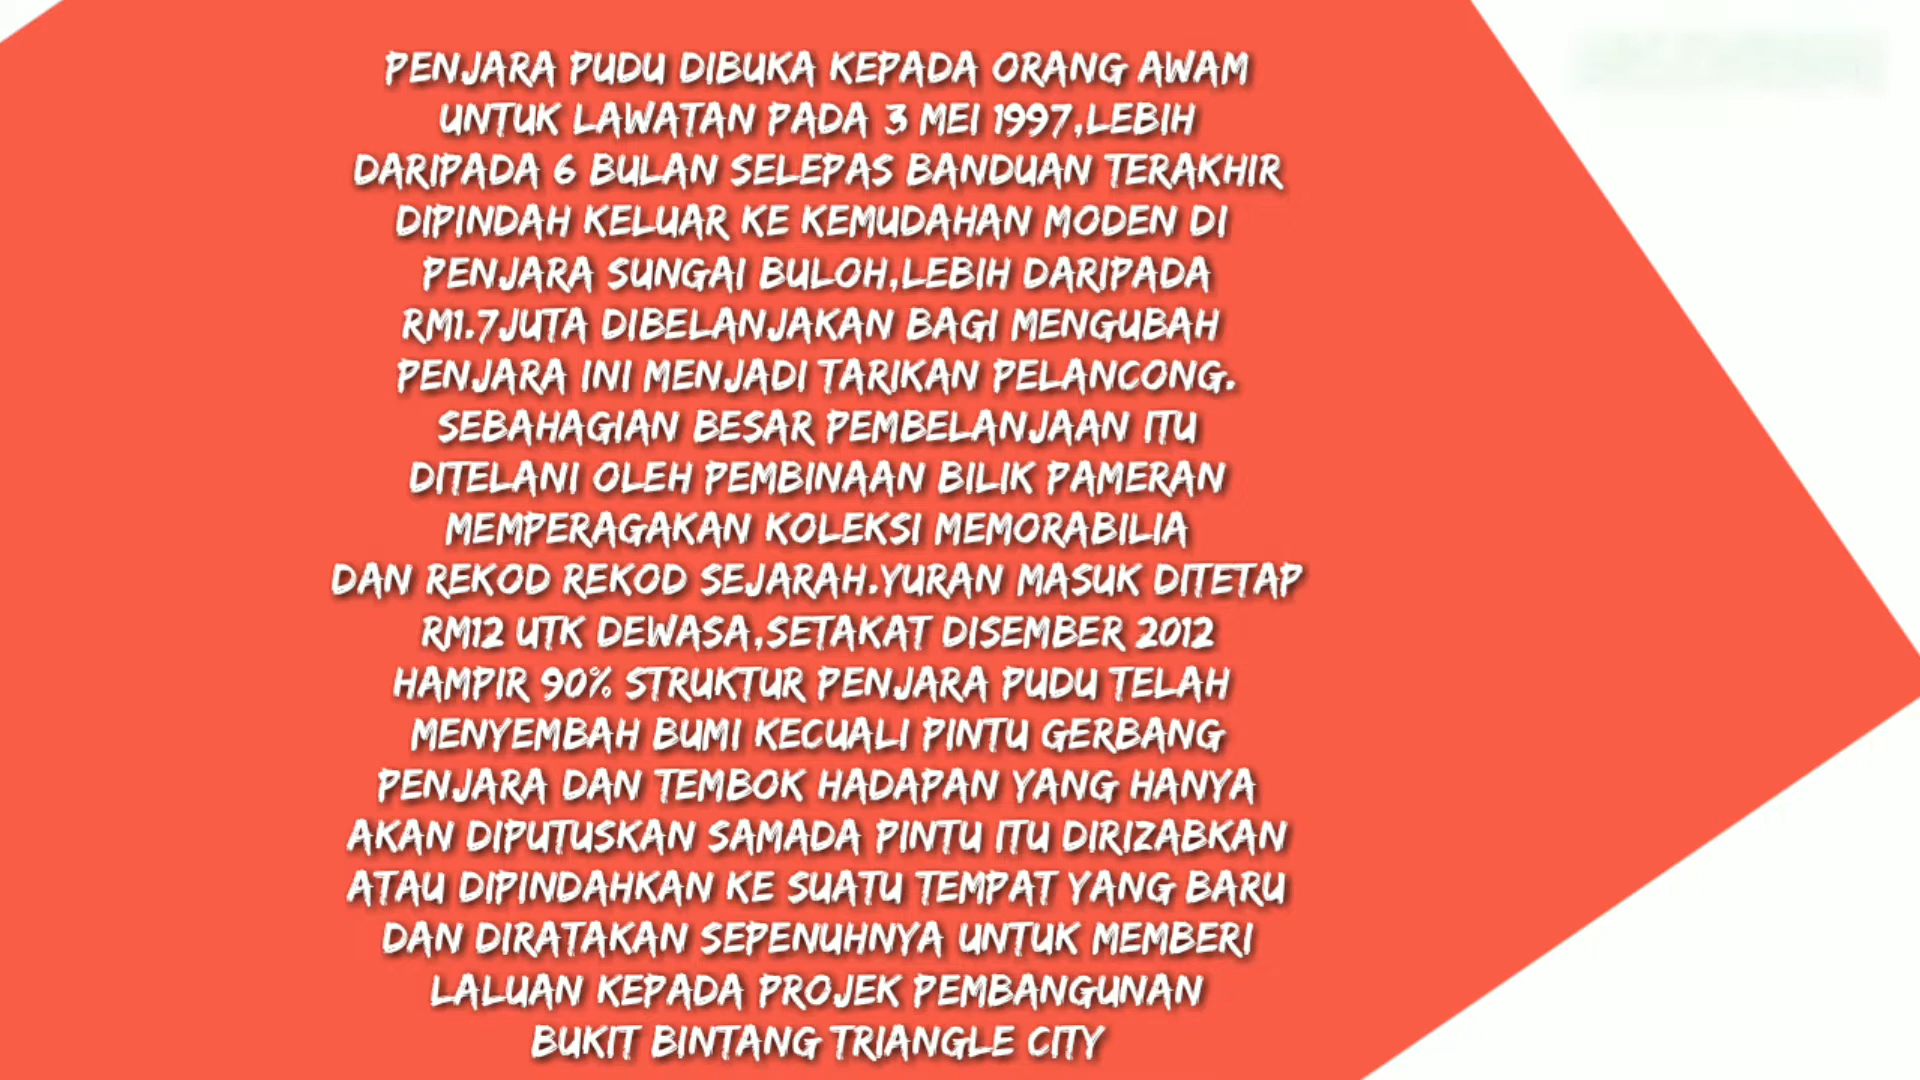 PENJARA PUDU DIBUKA KEPADA ORANG AWAM
UNTUK LAWATAN PADA 3 MEI 1997,LEBIH
DARIPADA 6 BULAN SELEPAS BANDUAN TERAKHIR
DIPINDAH KELUAR KE KEMUDAHAN MODEN DI
PENJARA SUNGAI BULOH,LEBIH DARIPADA
RM1.7JUTA DIBELANJAKAN BAGI MENGUBAH
PENJARA INI MENJADI TARIKAN PELANCONG.
SEBAHAGIAN BESAR PEMBELANJAAN ITU
DITELANI OLEH PEMBINAAN BILIK PAMERAN
MEMPERAGAKAN KOLEKSI MEMORABILIA
DAN REKOD REKOD SEJARAH.YURAN MASUK DITETAP
RM12 UTK DEWASA,SETAKAT DISEMBER 2012
HAMPIR 90% STRUKTUR PENJARA PUDU TELAH
MENYEMBAH BUMI KECUALI PINTU GERBANG
PENJARA DAN TEMBOK HADAPAN YANG HANYA
AKAN DIPUTUSKAN SAMADA PINTU ITU DIRIZABKAN
ATAU DIPINDAHKAN KE SUATU TEMPAT YANG BARU
DAN DIRATAKAN SEPENUHNYA UNTUK MEMBERI
LALUAN KEPADA PROJEK PEMBANGUNAN
BUKIT BINTANG TRIANGLE CITY